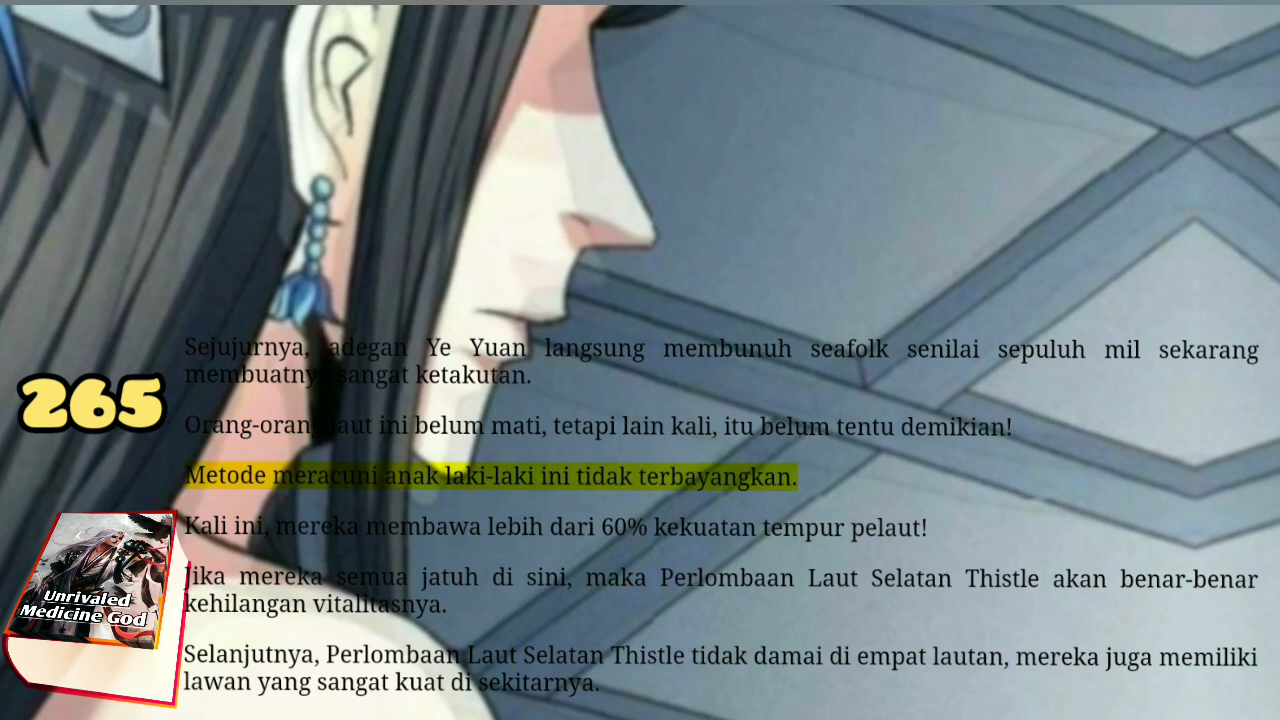 Sejujurnya, adegan Ye Yuan langsung membunuh seafolk senilai sepuluh mil sekarang
membuatnya sangat ketakutan.
Orang-orang laut ini belum mati, tetapi lain kali, itu belum tentu demikian!
265
Metode meracuni anak laki-laki ini tidak terbayangkan.
Kali ini, mereka membawa lebih dari 60% kekuatan tempur pelaut!
Jika mereka semua jatuh di sini, maka Perlombaan Laut Selatan Thistle akan benar-benar
kehilangan vitalitasnya.
Unrivaled
Medicine God
Selanjutnya, Perlombaan Laut Selatan Thistle tidak damai di empat lautan, mereka juga memiliki
lawan yang sangat kuat di sekitarnya.